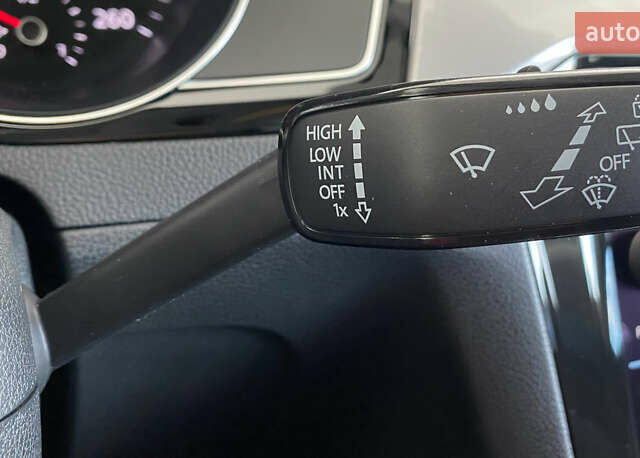 260
auto
HIGH
LOW
INT
OFF
1x
OFF